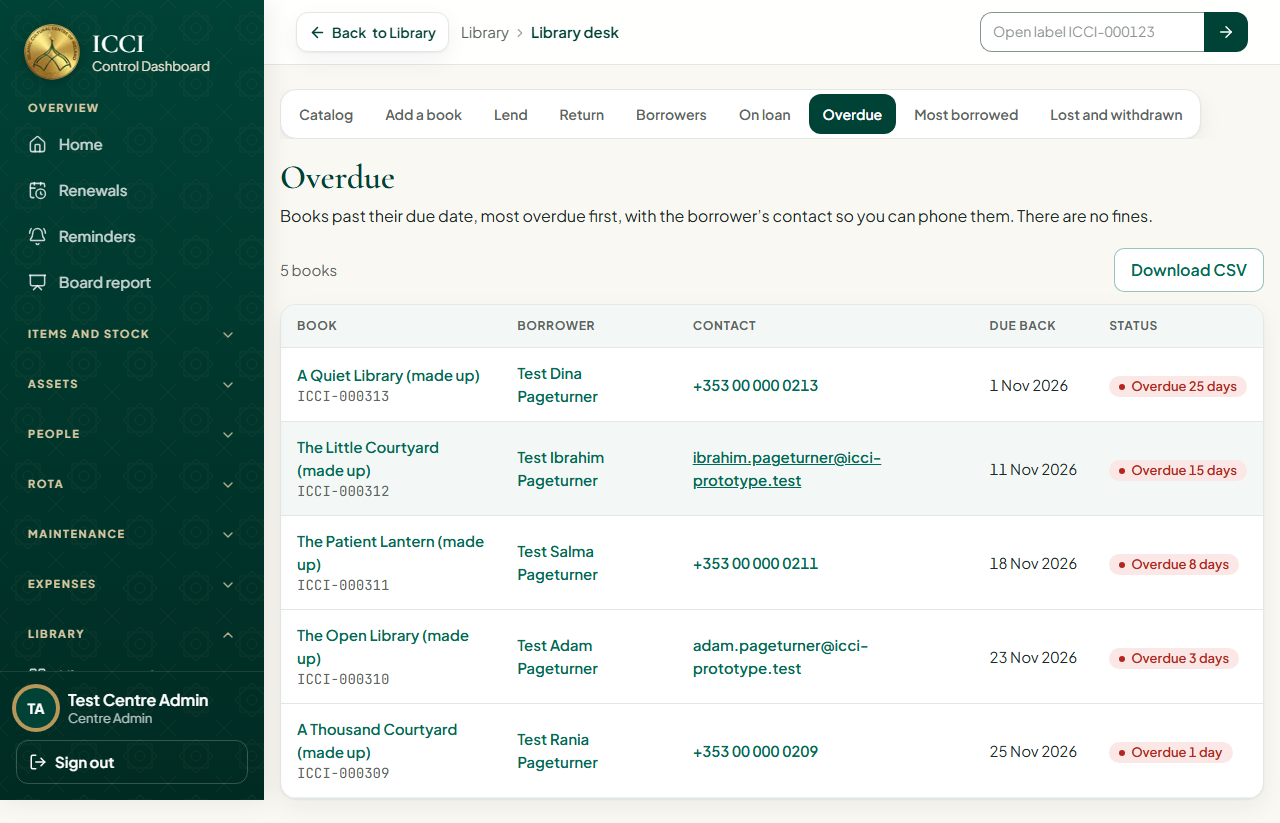 ICCI
Control Dashboard
OVERVIEW
Home
Renewals
Reminders
Board report
ITEMS AND STOCK
ASSETS
PEOPLE
ROTA
MAINTENANCE
EXPENSES
LIBRARY
TA
Test Centre Admin
Centre Admin
Sign out
Back to Library
Library
Library desk
Open label ICCI-000123
Catalog
Add a book
Lend
Return
Borrowers
On loan
Overdue
Most borrowed
Lost and withdrawn
Overdue
Books past their due date, most overdue first, with the borrower's contact so you can phone them. There are no fines.
5 books
Download CSV
BOOK BORROWER CONTACT DUE BACK STATUS
A Quiet Library (made up)
ICCI-000313
Test Dina
Pageturner
+353 00 000 0213
1 Nov 2026
Overdue 25 days
The Little Courtyard
(made up)
ICCI-000312
Test Ibrahim
Pageturner
ibrahim.pageturner@icci-
prototype.test
11 Nov 2026
Overdue 15 days
The Patient Lantern (made
up)
ICCI-000311
Test Salma
Pageturner
+353 00 000 0211
18 Nov 2026
Overdue 8 days
The Open Library (made
up)
ICCI-000310
Test Adam
Pageturner
adam.pageturner@icci-
prototype.test
23 Nov 2026
Overdue 3 days
A Thousand Courtyard
(made up)
ICCI-000309
Test Rania
Pageturner
+353 00 000 0209
25 Nov 2026
Overdue 1 day